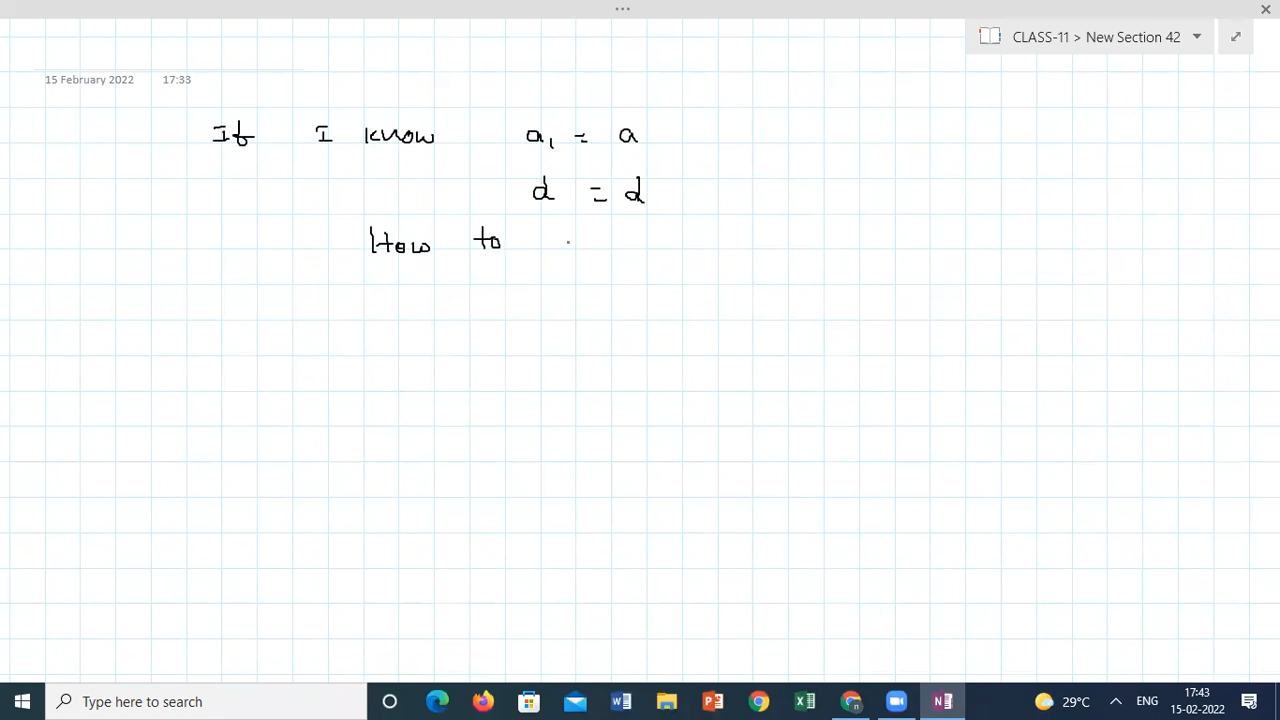 ...
CLASS-11 > New Section 42
15 February 2022 17:33
If I know a₁ = a
d = d
How to
Type here to search
29°C ENG 17:43
15-02-2022